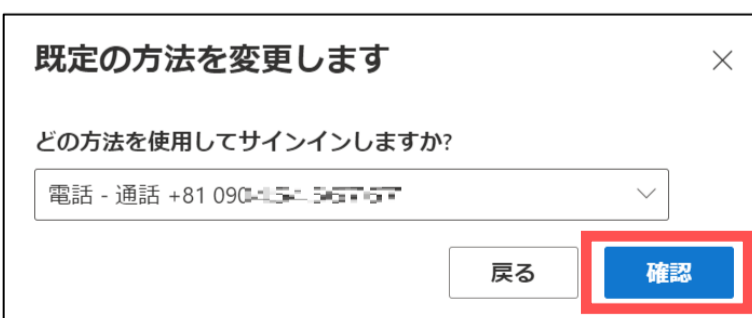 既定の方法を変更します
どの方法を使用してサインインしますか?
電話 - 通話 +81 090
戻る
確認